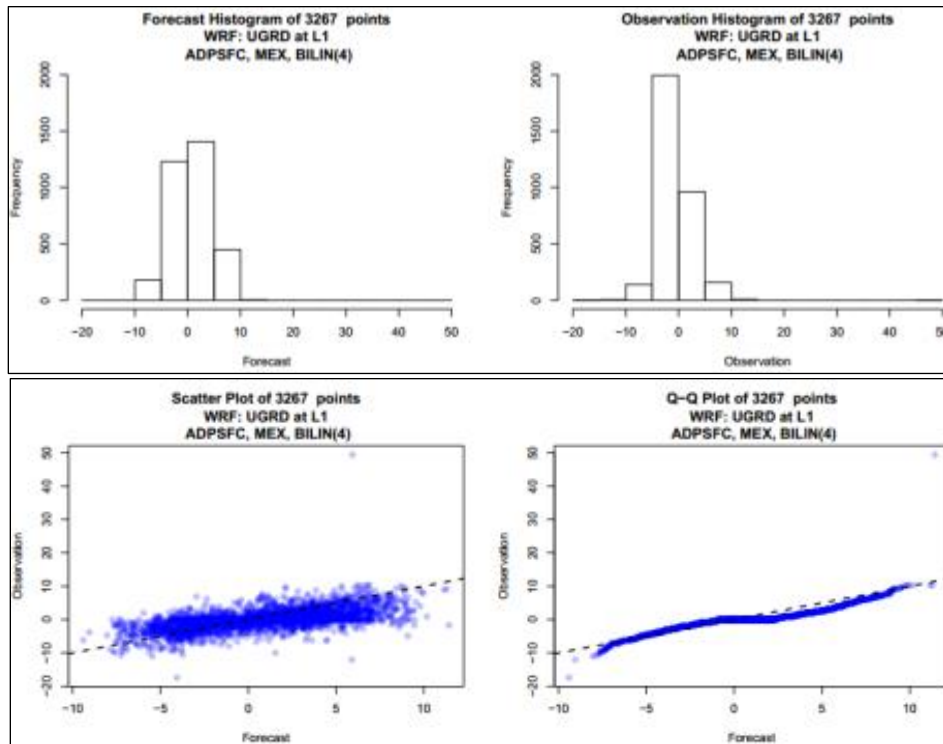 Forecast Histogram of 3267 points
WRF: UGRD at L1
ADPSFC, MEX, BILIN(4)
Frequency
0
500
1000
1500
2000
−20
−10
0
10
20
30
40
50
Forecast
Observation Histogram of 3267 points
WRF: UGRD at L1
ADPSFC, MEX, BILIN(4)
Frequency
0
500
1000
1500
2000
−20
−10
0
10
20
30
40
50
Observation
Scatter Plot of 3267 points
WRF: UGRD at L1
ADPSFC, MEX, BILIN(4)
Observation
−20
−10
0
10
20
30
40
50
−10
−5
0
5
10
Forecast
Q−Q Plot of 3267 points
WRF: UGRD at L1
ADPSFC, MEX, BILIN(4)
Observation
−20
−10
0
10
20
30
40
50
−10
−5
0
5
10
Forecast